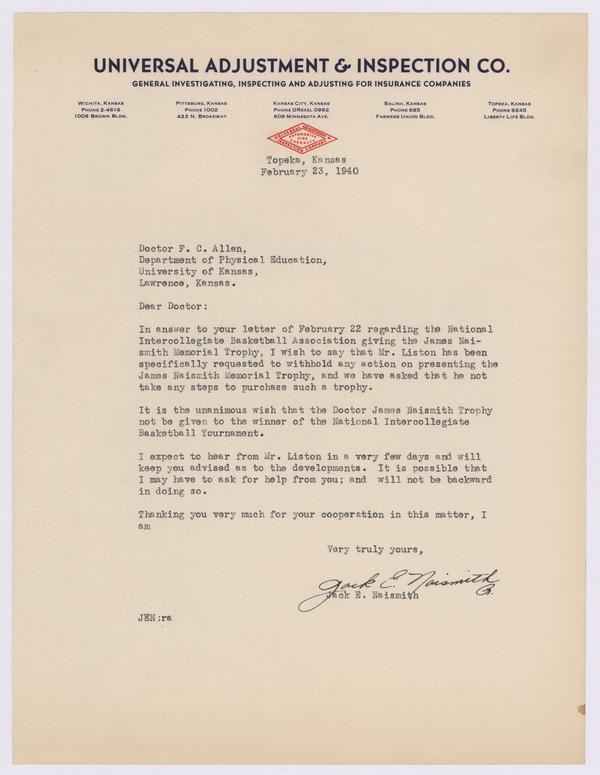 UNIVERSAL ADJUSTMENT & INSPECTION CO.
GENERAL INVESTIGATING, INSPECTING AND ADJUSTING FOR INSURANCE COMPANIES
WICHITA, KANSAS
PHONE 2-4616
1006 BROWN BLDG.
PITTSBURG, KANSAS
PHONE 1002
423 N. BROADWAY
KANSAS CITY, KANSAS
PHONE DREXEL 0992
609 MINNESOTA AVE.
SALINA, KANSAS
PHONE 685
FARMERS UNION BLDG.
TOPEKA, KANSAS
PHONE 9245
LIBERTY LIFE BLDG.
UNIVERSAL ADJUSTMENT
AUTOMOBILE
FIRE
CASUALTY
INSPECTION COMPANY
Topeka, Kansas
February 23, 1940
Doctor F. C. Allen,
Department of Physical Education,
University of Kansas,
Lawrence, Kansas.
Dear Doctor:
In answer to your letter of February 22 regarding the National
Intercollegiate Basketball Association giving the James Nai-
smith Memorial Trophy, I wish to say that Mr. Liston has been
specifically requested to withhold any action on presenting the
James Naismith Memorial Trophy, and we have asked that he not
take any steps to purchase such a trophy.
It is the unanimous wish that the Doctor James Naismith Trophy
not be given to the winner of the National Intercollegiate
Basketball Tournament.
I expect to hear from Mr. Liston in a very few days and will
keep you advised as to the developments. It is possible that
I may have to ask for help from you; and will not be backward
in doing so.
Thanking you very much for your cooperation in this matter, I
am
Very truly yours,
Jack E. Naismith
Jack E. Naismith
JEN:ra